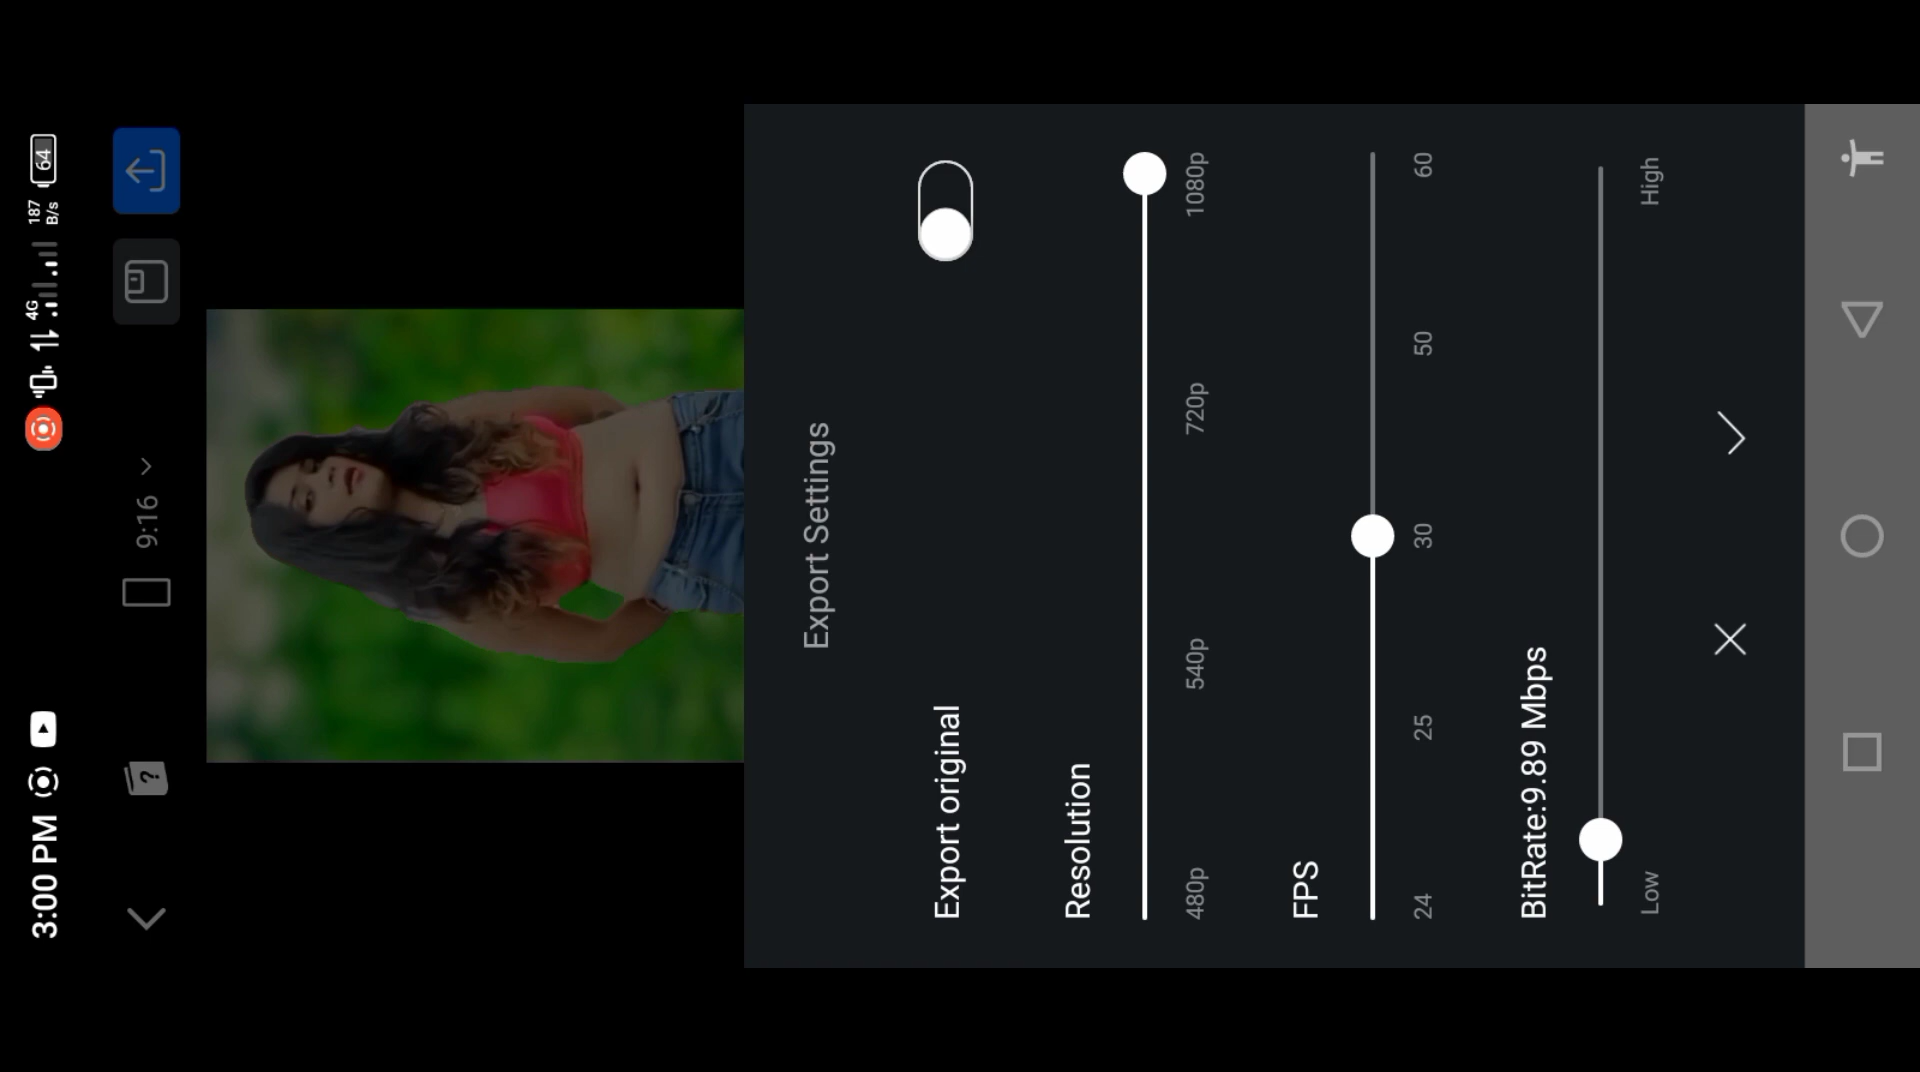 3:00 PM
4G
187
B/s
64
?
9:16
Export Settings
Export original
Resolution
480p 540p 720p 1080p
FPS
24 25 30 50 60
BitRate:9.89 Mbps
Low High